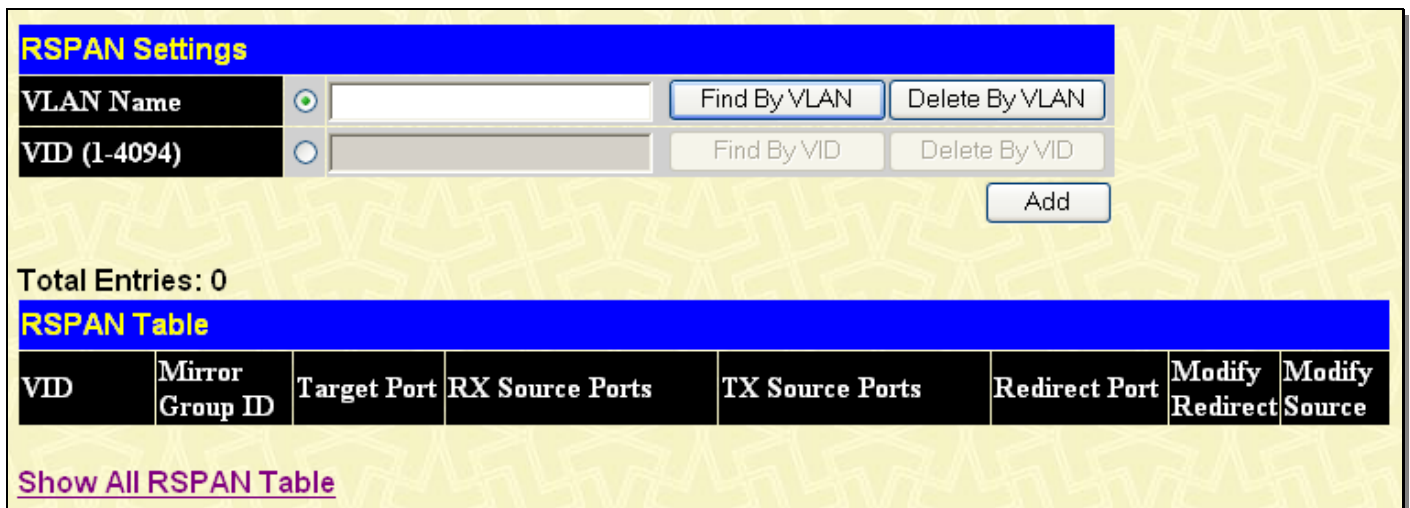 RSPAN Settings
VLAN Name Find By VLAN Delete By VLAN
VID (1-4094) Find By VID Delete By VID
Add
Total Entries: 0
RSPAN Table
VID Mirror Group ID Target Port RX Source Ports TX Source Ports Redirect Port Modify Redirect Modify Source
Show All RSPAN Table